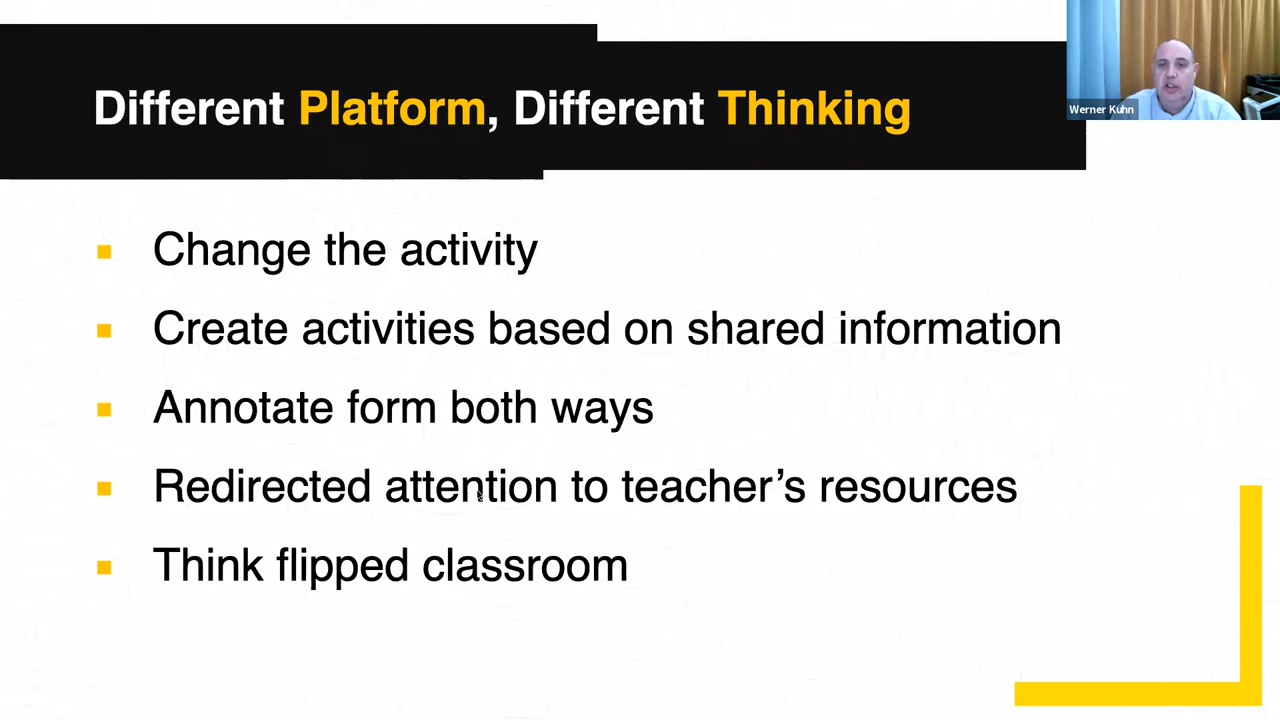 Different Platform, Different Thinking
Werner Kuhn
Change the activity
Create activities based on shared information
Annotate form both ways
Redirected attention to teacher’s resources
Think flipped classroom